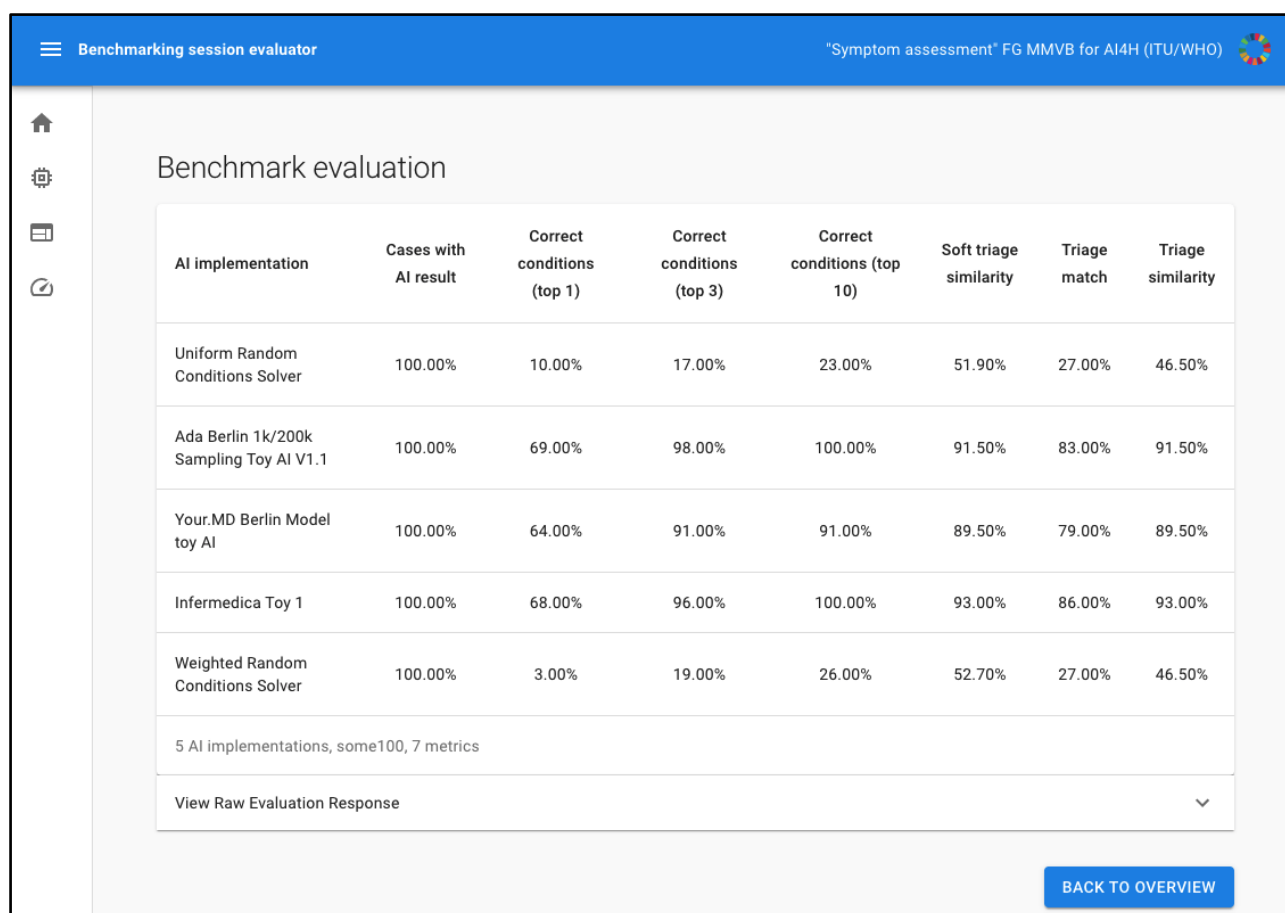 Benchmarking session evaluator
"Symptom assessment" FG MMVB for AI4H (ITU/WHO)
Benchmark evaluation
AI implementation
Cases with
AI result
Correct
conditions
(top 1)
Correct
conditions
(top 3)
Correct
conditions (top
10)
Soft triage
similarity
Triage
match
Triage
similarity
Uniform Random
Conditions Solver
100.00% 10.00% 17.00% 23.00% 51.90% 27.00% 46.50%
Ada Berlin 1k/200k
Sampling Toy AI V1.1
100.00% 69.00% 98.00% 100.00% 91.50% 83.00% 91.50%
Your.MD Berlin Model
toy AI
100.00% 64.00% 91.00% 91.00% 89.50% 79.00% 89.50%
Infermedica Toy 1 100.00% 68.00% 96.00% 100.00% 93.00% 86.00% 93.00%
Weighted Random
Conditions Solver
100.00% 3.00% 19.00% 26.00% 52.70% 27.00% 46.50%
5 AI implementations, some100, 7 metrics
View Raw Evaluation Response
BACK TO OVERVIEW